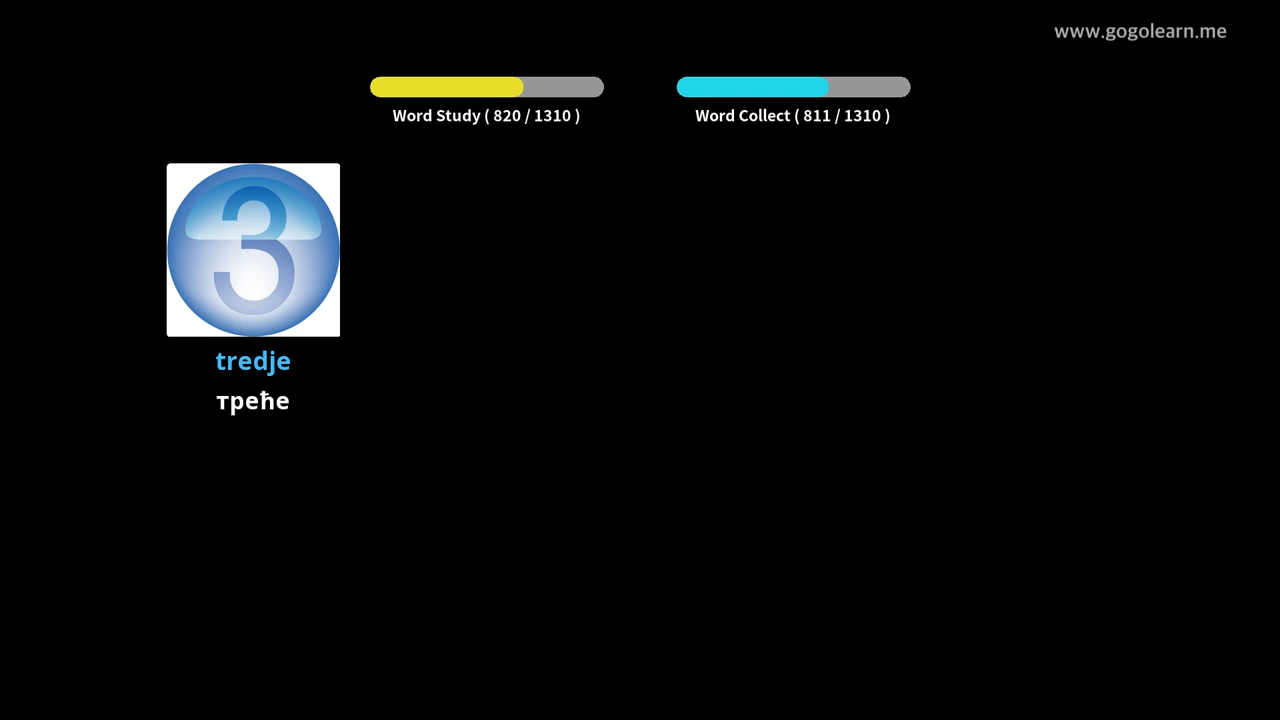 www.gogolearn.me
Word Study ( 820 / 1310 )
Word Collect ( 811 / 1310 )
3
tredje
треће